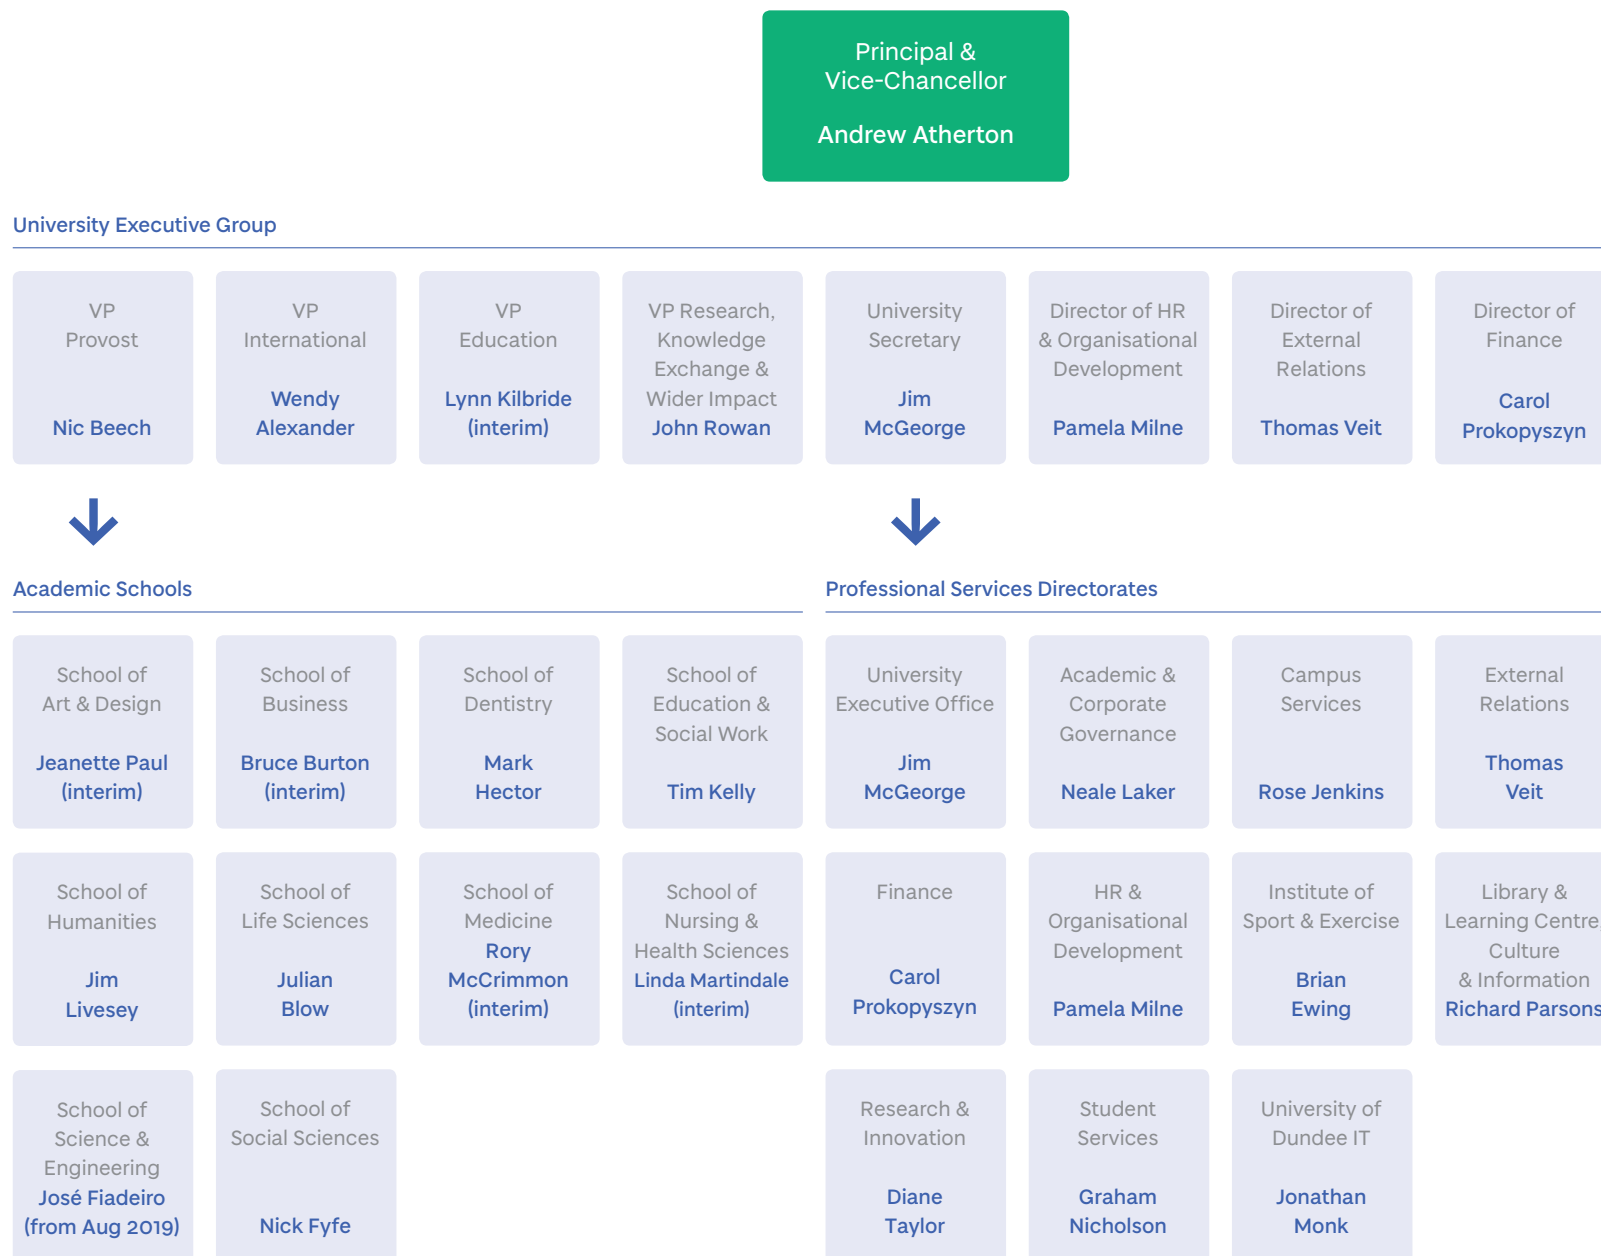 Principal &
Vice-Chancellor
Andrew Atherton
University Executive Group
VP
Provost
Nic Beech
VP
International
Wendy
Alexander
VP
Education
Lynn Kilbride
(interim)
VP Research,
Knowledge
Exchange &
Wider Impact
John Rowan
University
Secretary
Jim
McGeorge
Director of HR
& Organisational
Development
Pamela Milne
Director of
External
Relations
Thomas Veit
Director of
Finance
Carol
Prokopyszyn
Academic Schools
School of
Art & Design
Jeanette Paul
(interim)
School of
Business
Bruce Burton
(interim)
School of
Dentistry
Mark
Hector
School of
Education &
Social Work
Tim Kelly
School of
Humanities
Jim
Livesey
School of
Life Sciences
Julian
Blow
School of
Medicine
Rory
McCrimmon
(interim)
School of
Nursing &
Health Sciences
Linda Martindale
(interim)
School of
Science &
Engineering
José Fiadeiro
(from Aug 2019)
School of
Social Sciences
Nick Fyfe
Professional Services Directorates
University
Executive Office
Jim
McGeorge
Academic &
Corporate
Governance
Neale Laker
Campus
Services
Rose Jenkins
External
Relations
Thomas
Veit
Finance
Carol
Prokopyszyn
HR &
Organisational
Development
Pamela Milne
Institute of
Sport & Exercise
Brian
Ewing
Library &
Learning Centre,
Culture
& Information
Richard Parsons
Research &
Innovation
Diane
Taylor
Student
Services
Graham
Nicholson
University of
Dundee IT
Jonathan
Monk